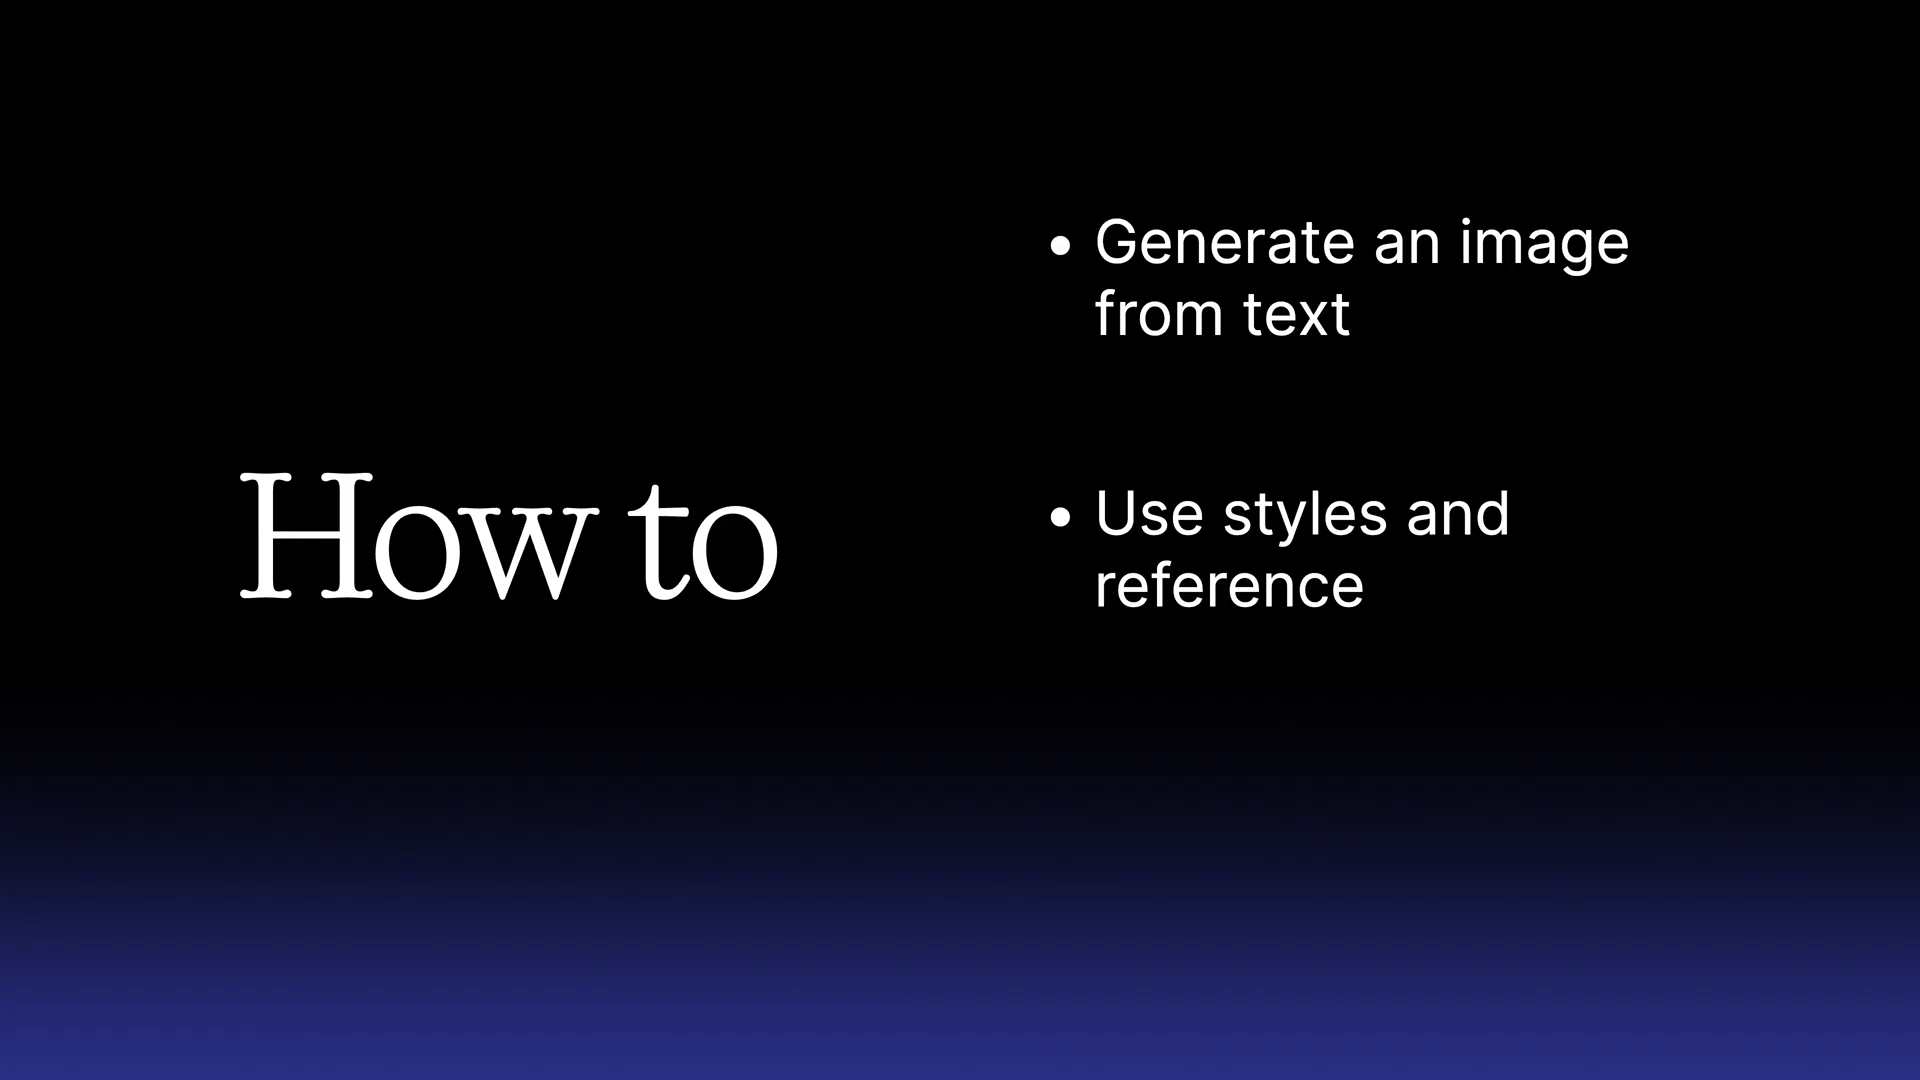 How to
• Generate an image
from text
• Use styles and
reference